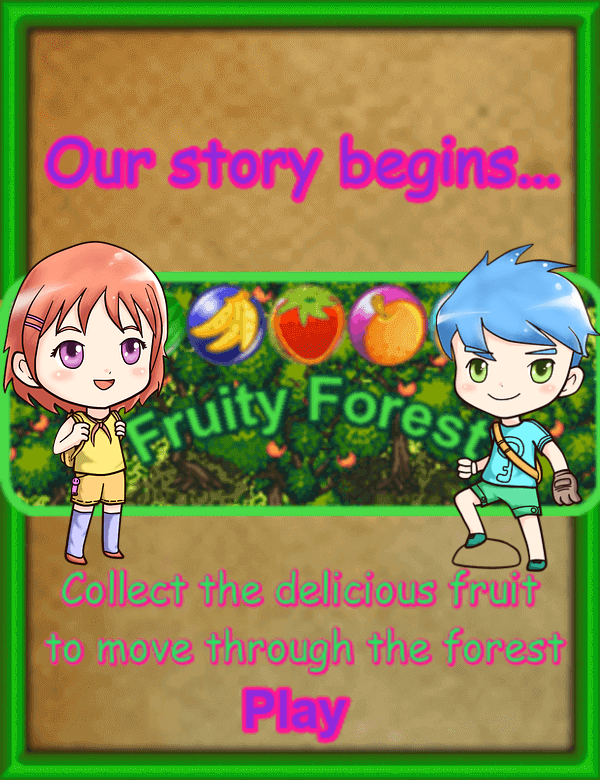 Our story begins...
Fruity Forest
Collect the delicious fruit
to move through the forest
Play